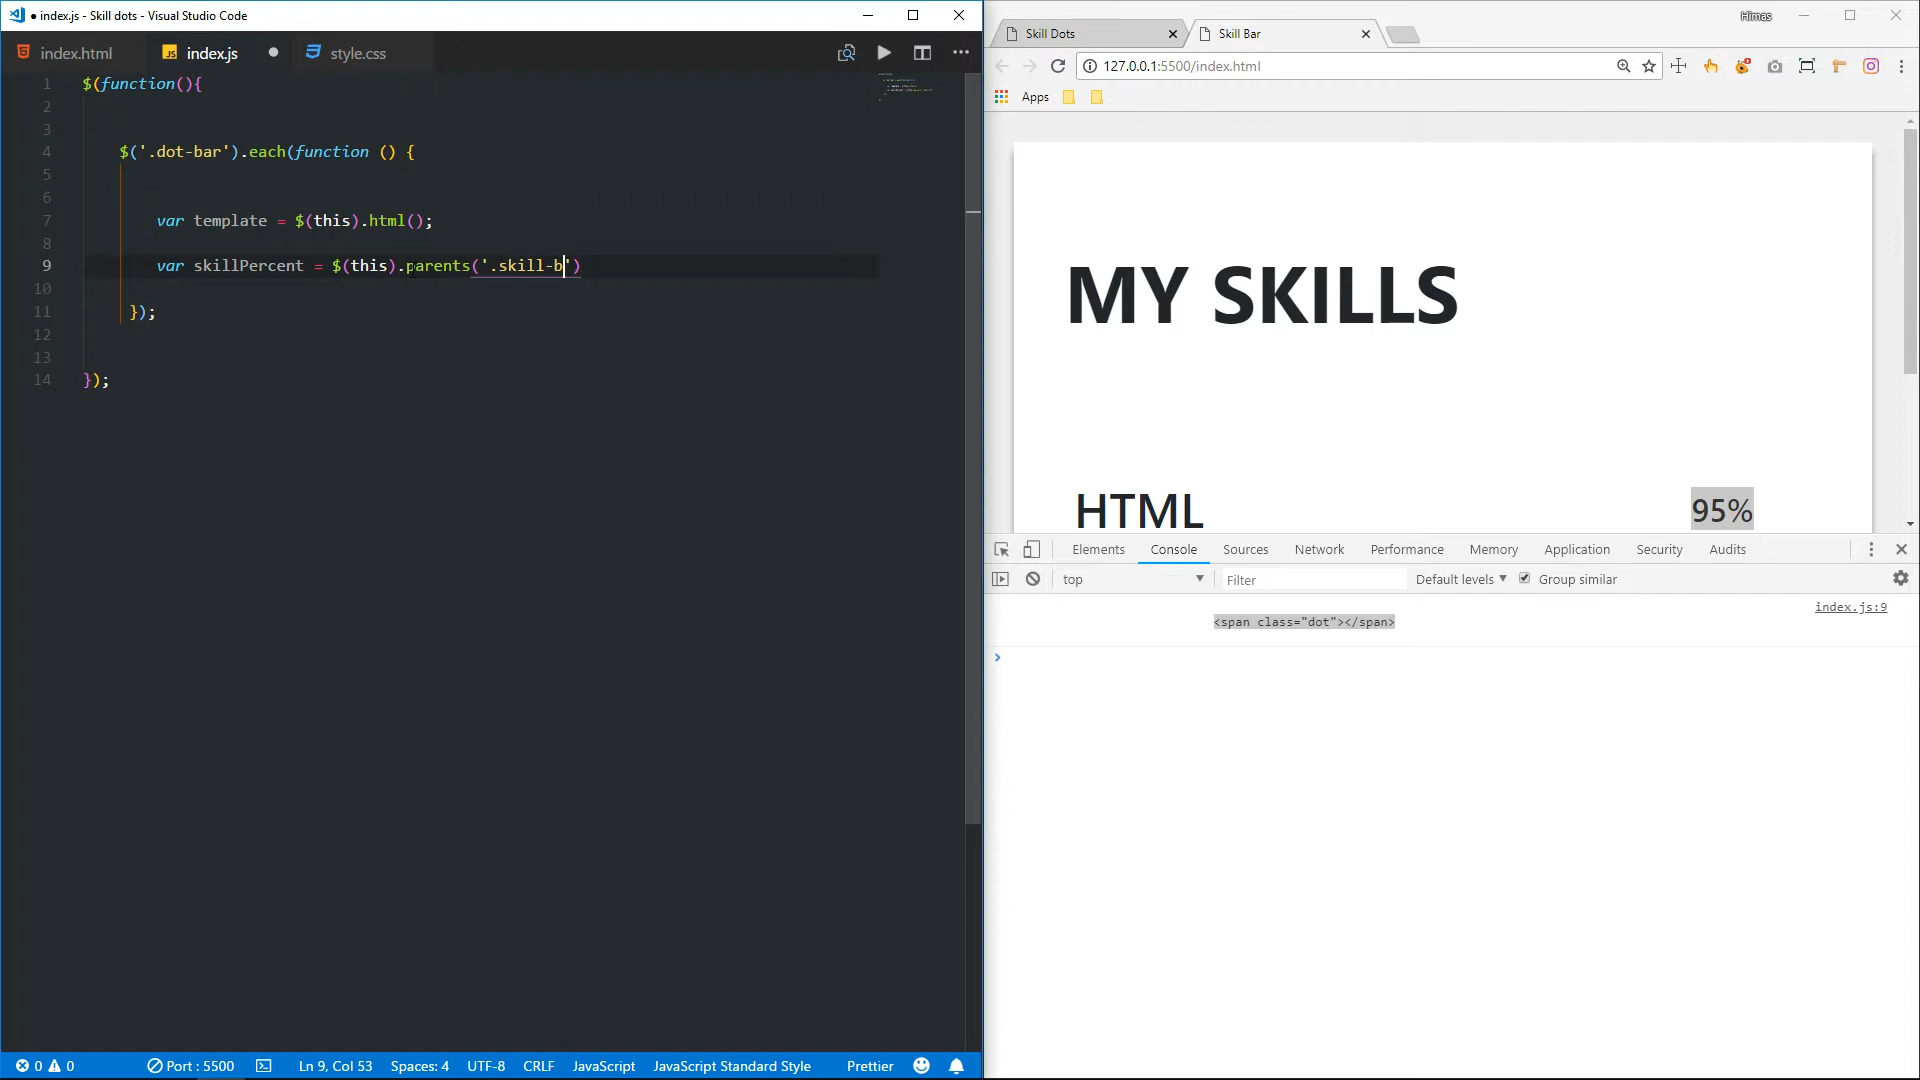 index.js - Skill dots - Visual Studio Code
index.html
index.js
style.css
1 $(function(){
2
3
4 $('.dot-bar').each(function () {
5
6
7 var template = $(this).html();
8
9 var skillPercent = $(this).parents('.skill-b')
10
11 });
12
13
14 });
0 0 Port : 5500 Ln 9, Col 53 Spaces: 4 UTF-8 CRLF JavaScript JavaScript Standard Style Prettier
Himas
Skill Dots
Skill Bar
127.0.0.1:5500/index.html
Apps
MY SKILLS
HTML 95%
Elements Console Sources Network Performance Memory Application Security Audits
top Filter Default levels Group similar
index.js:9
<span class="dot"></span>